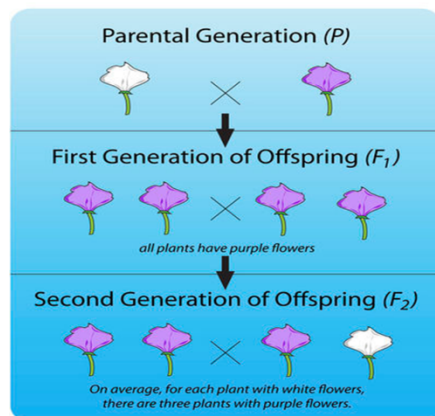 Parental Generation (P)
First Generation of Offspring (F₁)
all plants have purple flowers
Second Generation of Offspring (F₂)
On average, for each plant with white flowers,
there are three plants with purple flowers.